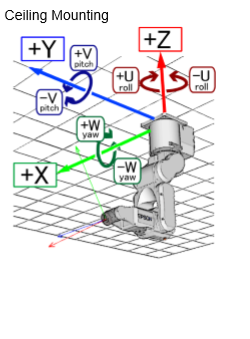 Ceiling Mounting
+Z
+Y
+V
pitch
-V
pitch
+U
roll
-U
roll
+W
yaw
-W
yaw
+X
EPSON